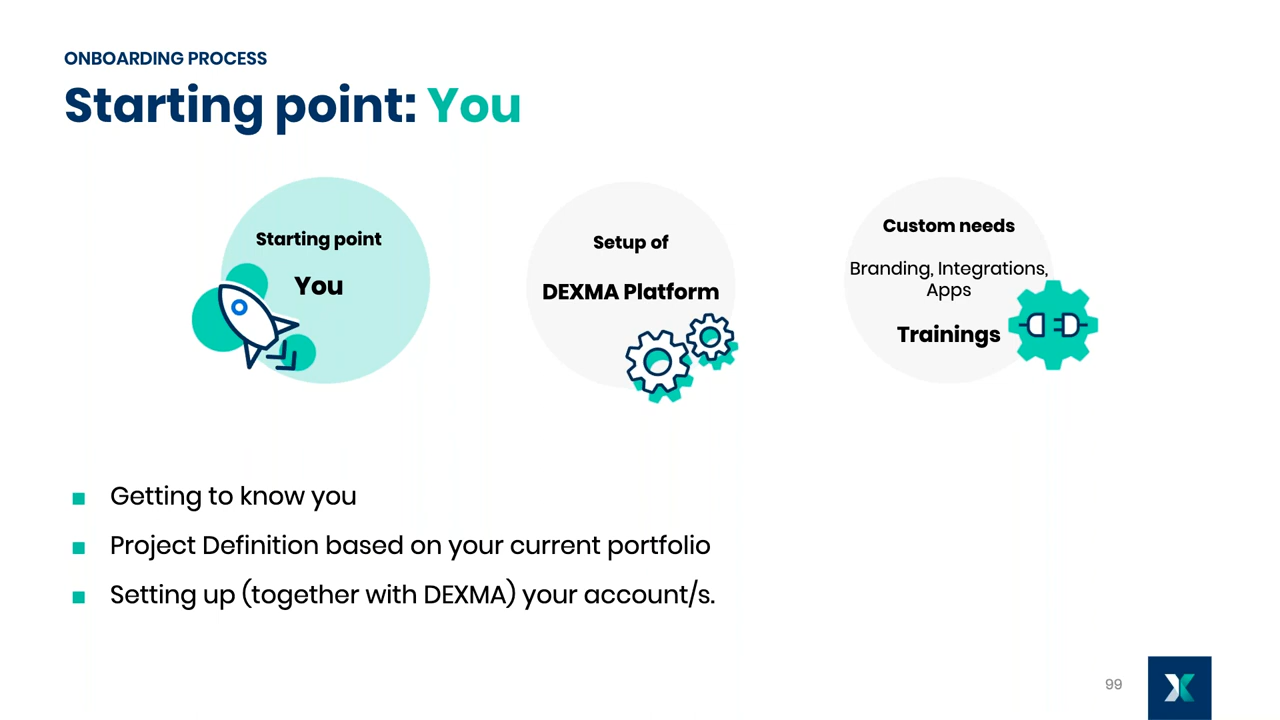 ONBOARDING PROCESS
Starting point: You
Starting point
You
Setup of
DEXMA Platform
Custom needs
Branding, Integrations,
Apps
Trainings
Getting to know you
Project Definition based on your current portfolio
Setting up (together with DEXMA) your account/s.
99